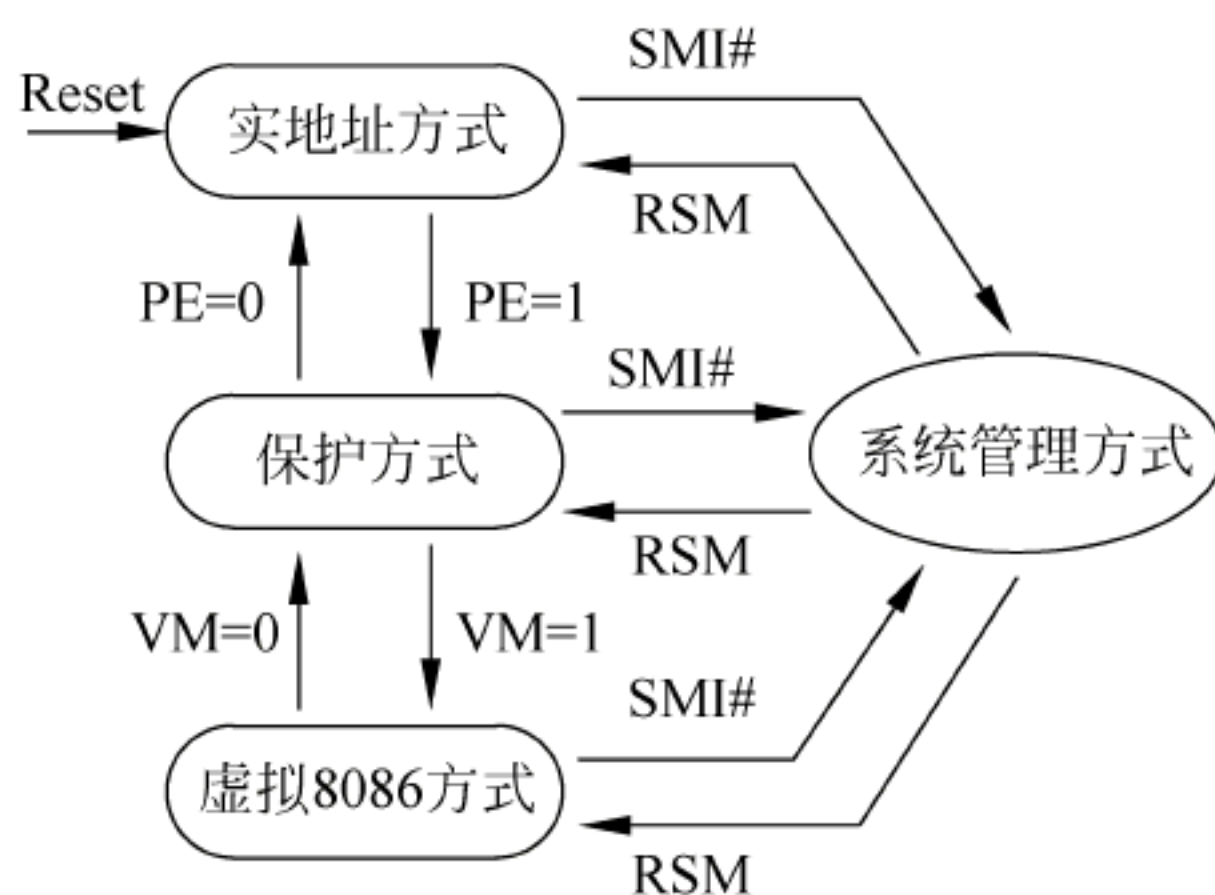 SMI#
Reset
实地址方式
RSM
PE=0
PE=1
SMI#
保护方式
系统管理方式
RSM
VM=0
VM=1
SMI#
虚拟8086方式
RSM